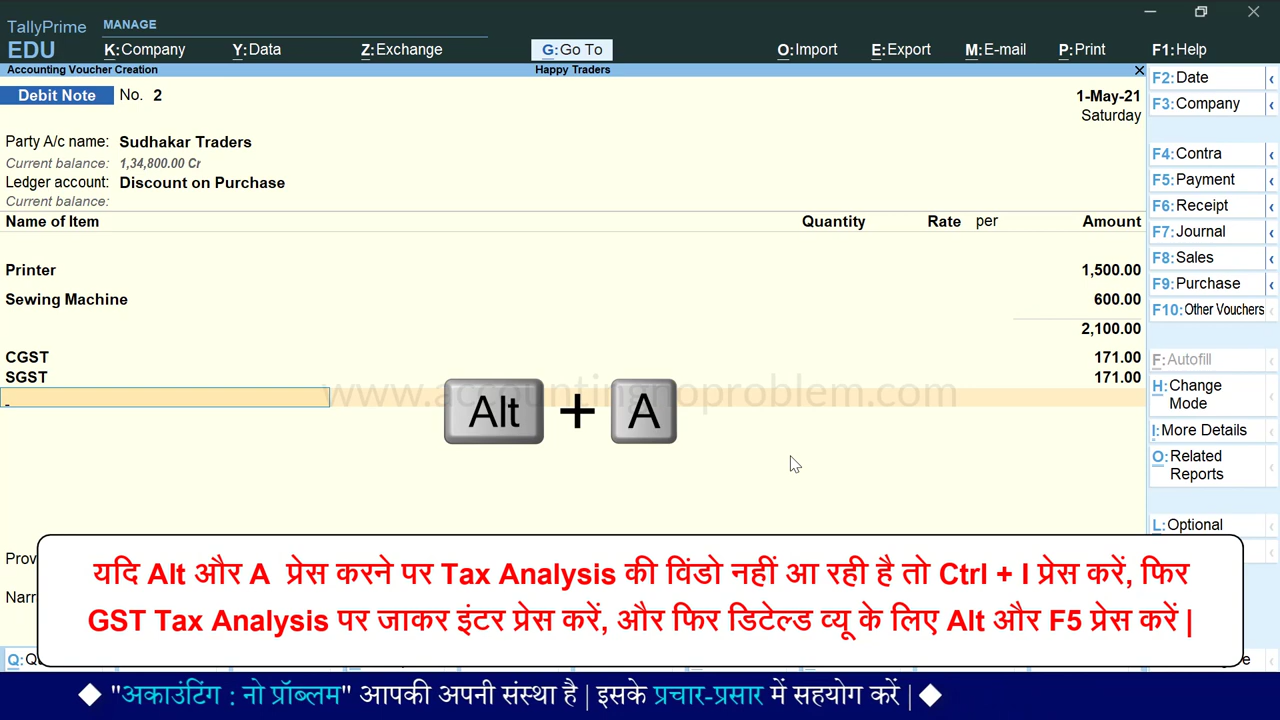 TallyPrime
EDU
MANAGE
K:Company Y:Data Z:Exchange G:Go To O:Import E:Export M:E-mail P:Print F1:Help
Accounting Voucher Creation Happy Traders
Debit Note No. 2 1-May-21
Saturday
Party A/c name: Sudhakar Traders
Current balance: 1,34,800.00 Cr
Ledger account: Discount on Purchase
Current balance:
Name of Item Quantity Rate per Amount
Printer 1,500.00
Sewing Machine 600.00
2,100.00
CGST 171.00
SGST 171.00
www.accountingnoproblem.com
Alt + A
F2:Date
F3:Company
F4:Contra
F5:Payment
F6:Receipt
F7:Journal
F8:Sales
F9:Purchase
F10:Other Vouchers
F:Autofill
H:Change
Mode
I:More Details
O:Related
Reports
L:Optional
यदि Alt और A प्रेस करने पर Tax Analysis की विंडो नहीं आ रही है तो Ctrl + I प्रेस करें, फिर
GST Tax Analysis पर जाकर इंटर प्रेस करें, और फिर डिटेल्ड व्यू के लिए Alt और F5 प्रेस करें |
◆ "अकाउंटिंग : नो प्रॉब्लम" आपकी अपनी संस्था है | इसके प्रचार-प्रसार में सहयोग करें | ◆